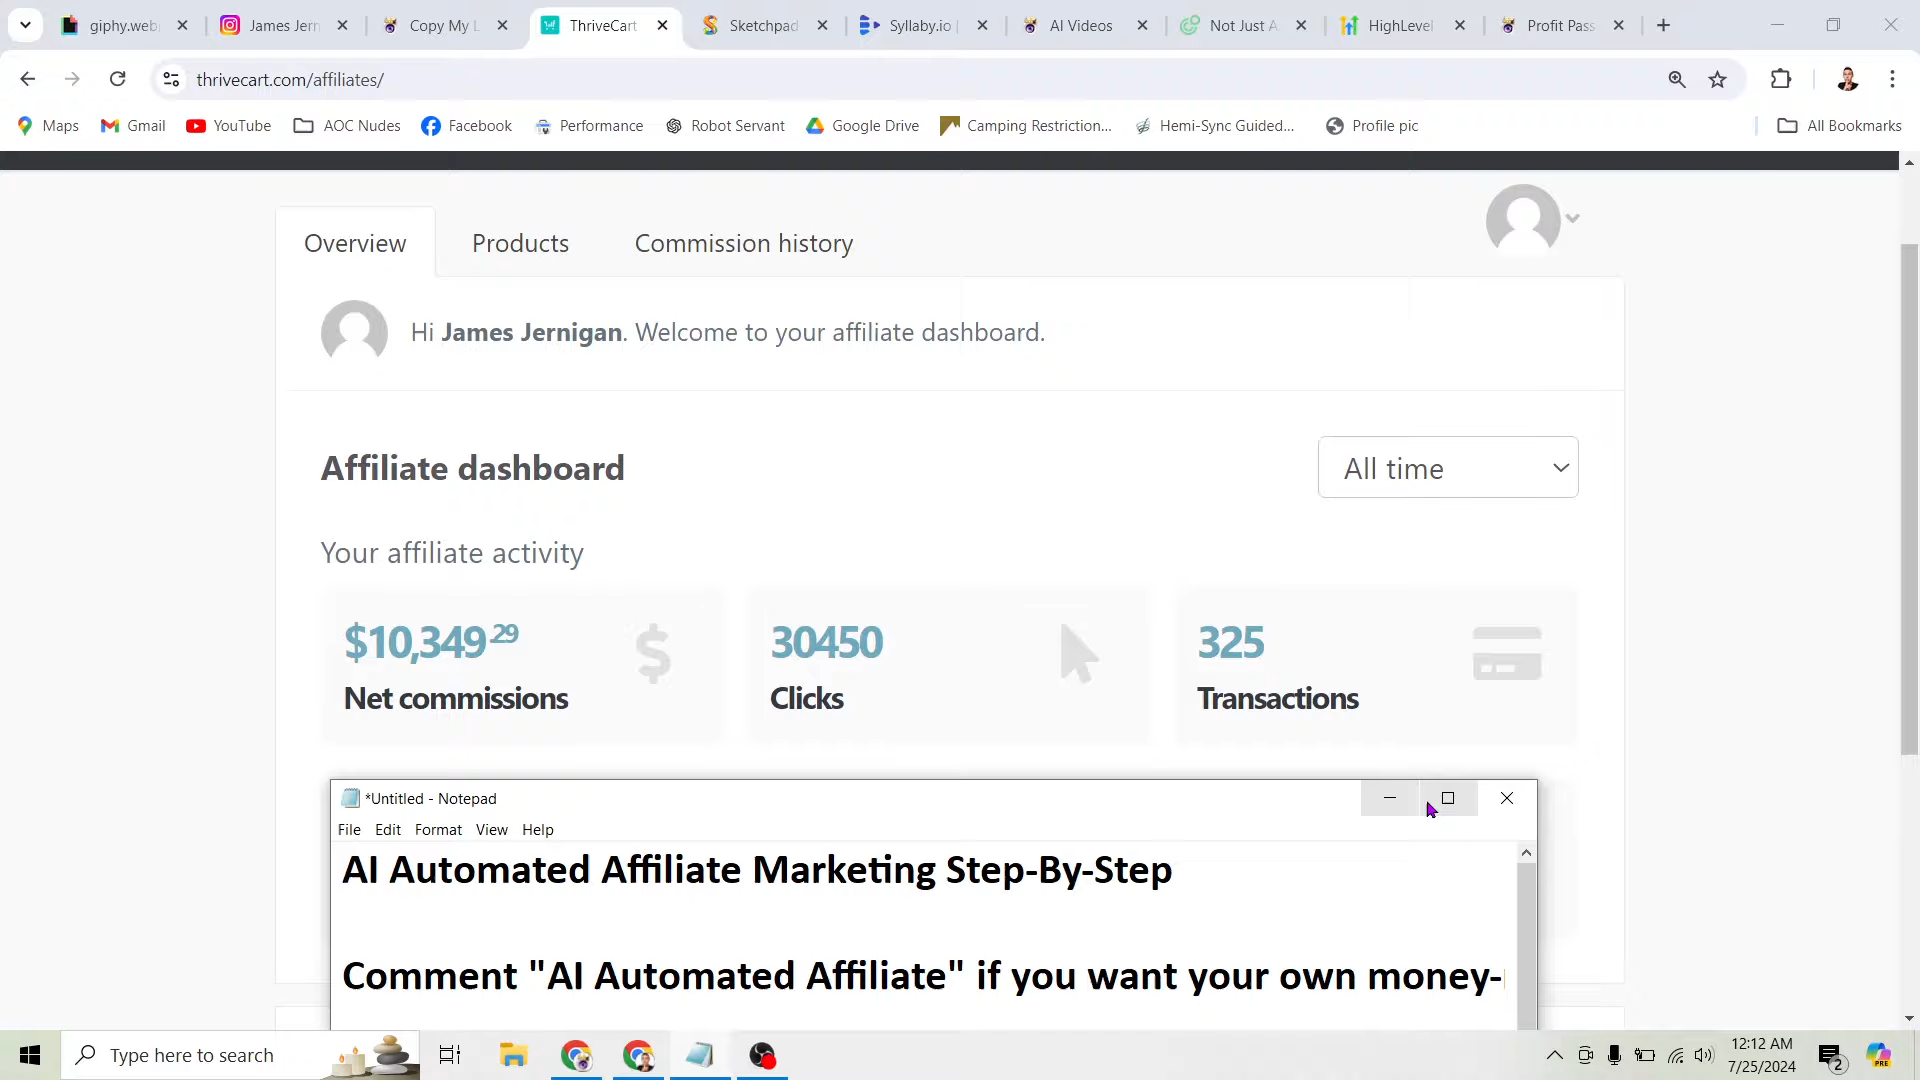 giphy.web
James Jern
Copy My L
ThriveCart
Sketchpad
Syllaby.io |
AI Videos
Not Just A
HighLevel
Profit Pass
thrivecart.com/affiliates/
Maps
Gmail
YouTube
AOC Nudes
Facebook
Performance
Robot Servant
Google Drive
Camping Restriction...
Hemi-Sync Guided...
Profile pic
All Bookmarks
Overview
Products
Commission history
Hi James Jernigan. Welcome to your affiliate dashboard.
Affiliate dashboard
All time
Your affiliate activity
$10,349.29
30450
325
Net commissions
Clicks
Transactions
*Untitled - Notepad
File Edit Format View Help
AI Automated Affiliate Marketing Step-By-Step
Comment "AI Automated Affiliate" if you want your own money-
Type here to search
12:12 AM
7/25/2024
2
PRE